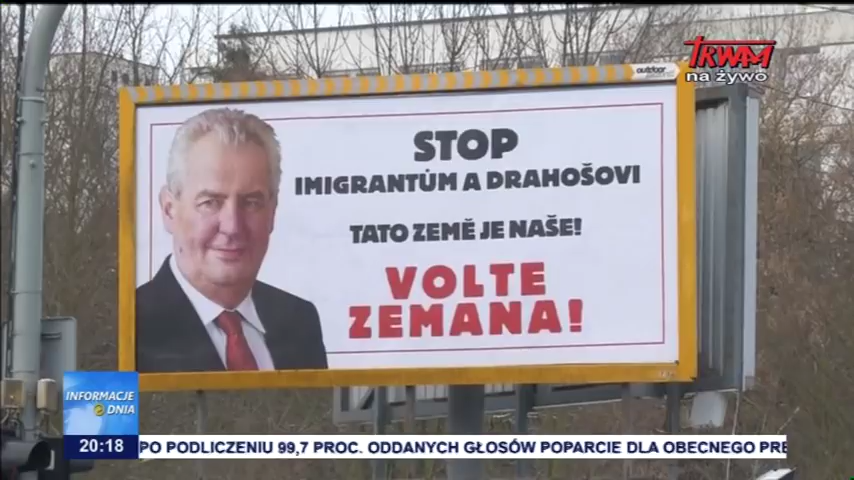 TRWAM
na żywo
outdoor
STOP
IMIGRANTŮM A DRAHOŠOVI
TATO ZEMĚ JE NAŠE!
VOLTE
ZEMANA!
INFORMACJE
DNIA
20:18
PO PODLICZENIU 99,7 PROC. ODDANYCH GŁOSÓW POPARCIE DLA OBECNEGO PRE